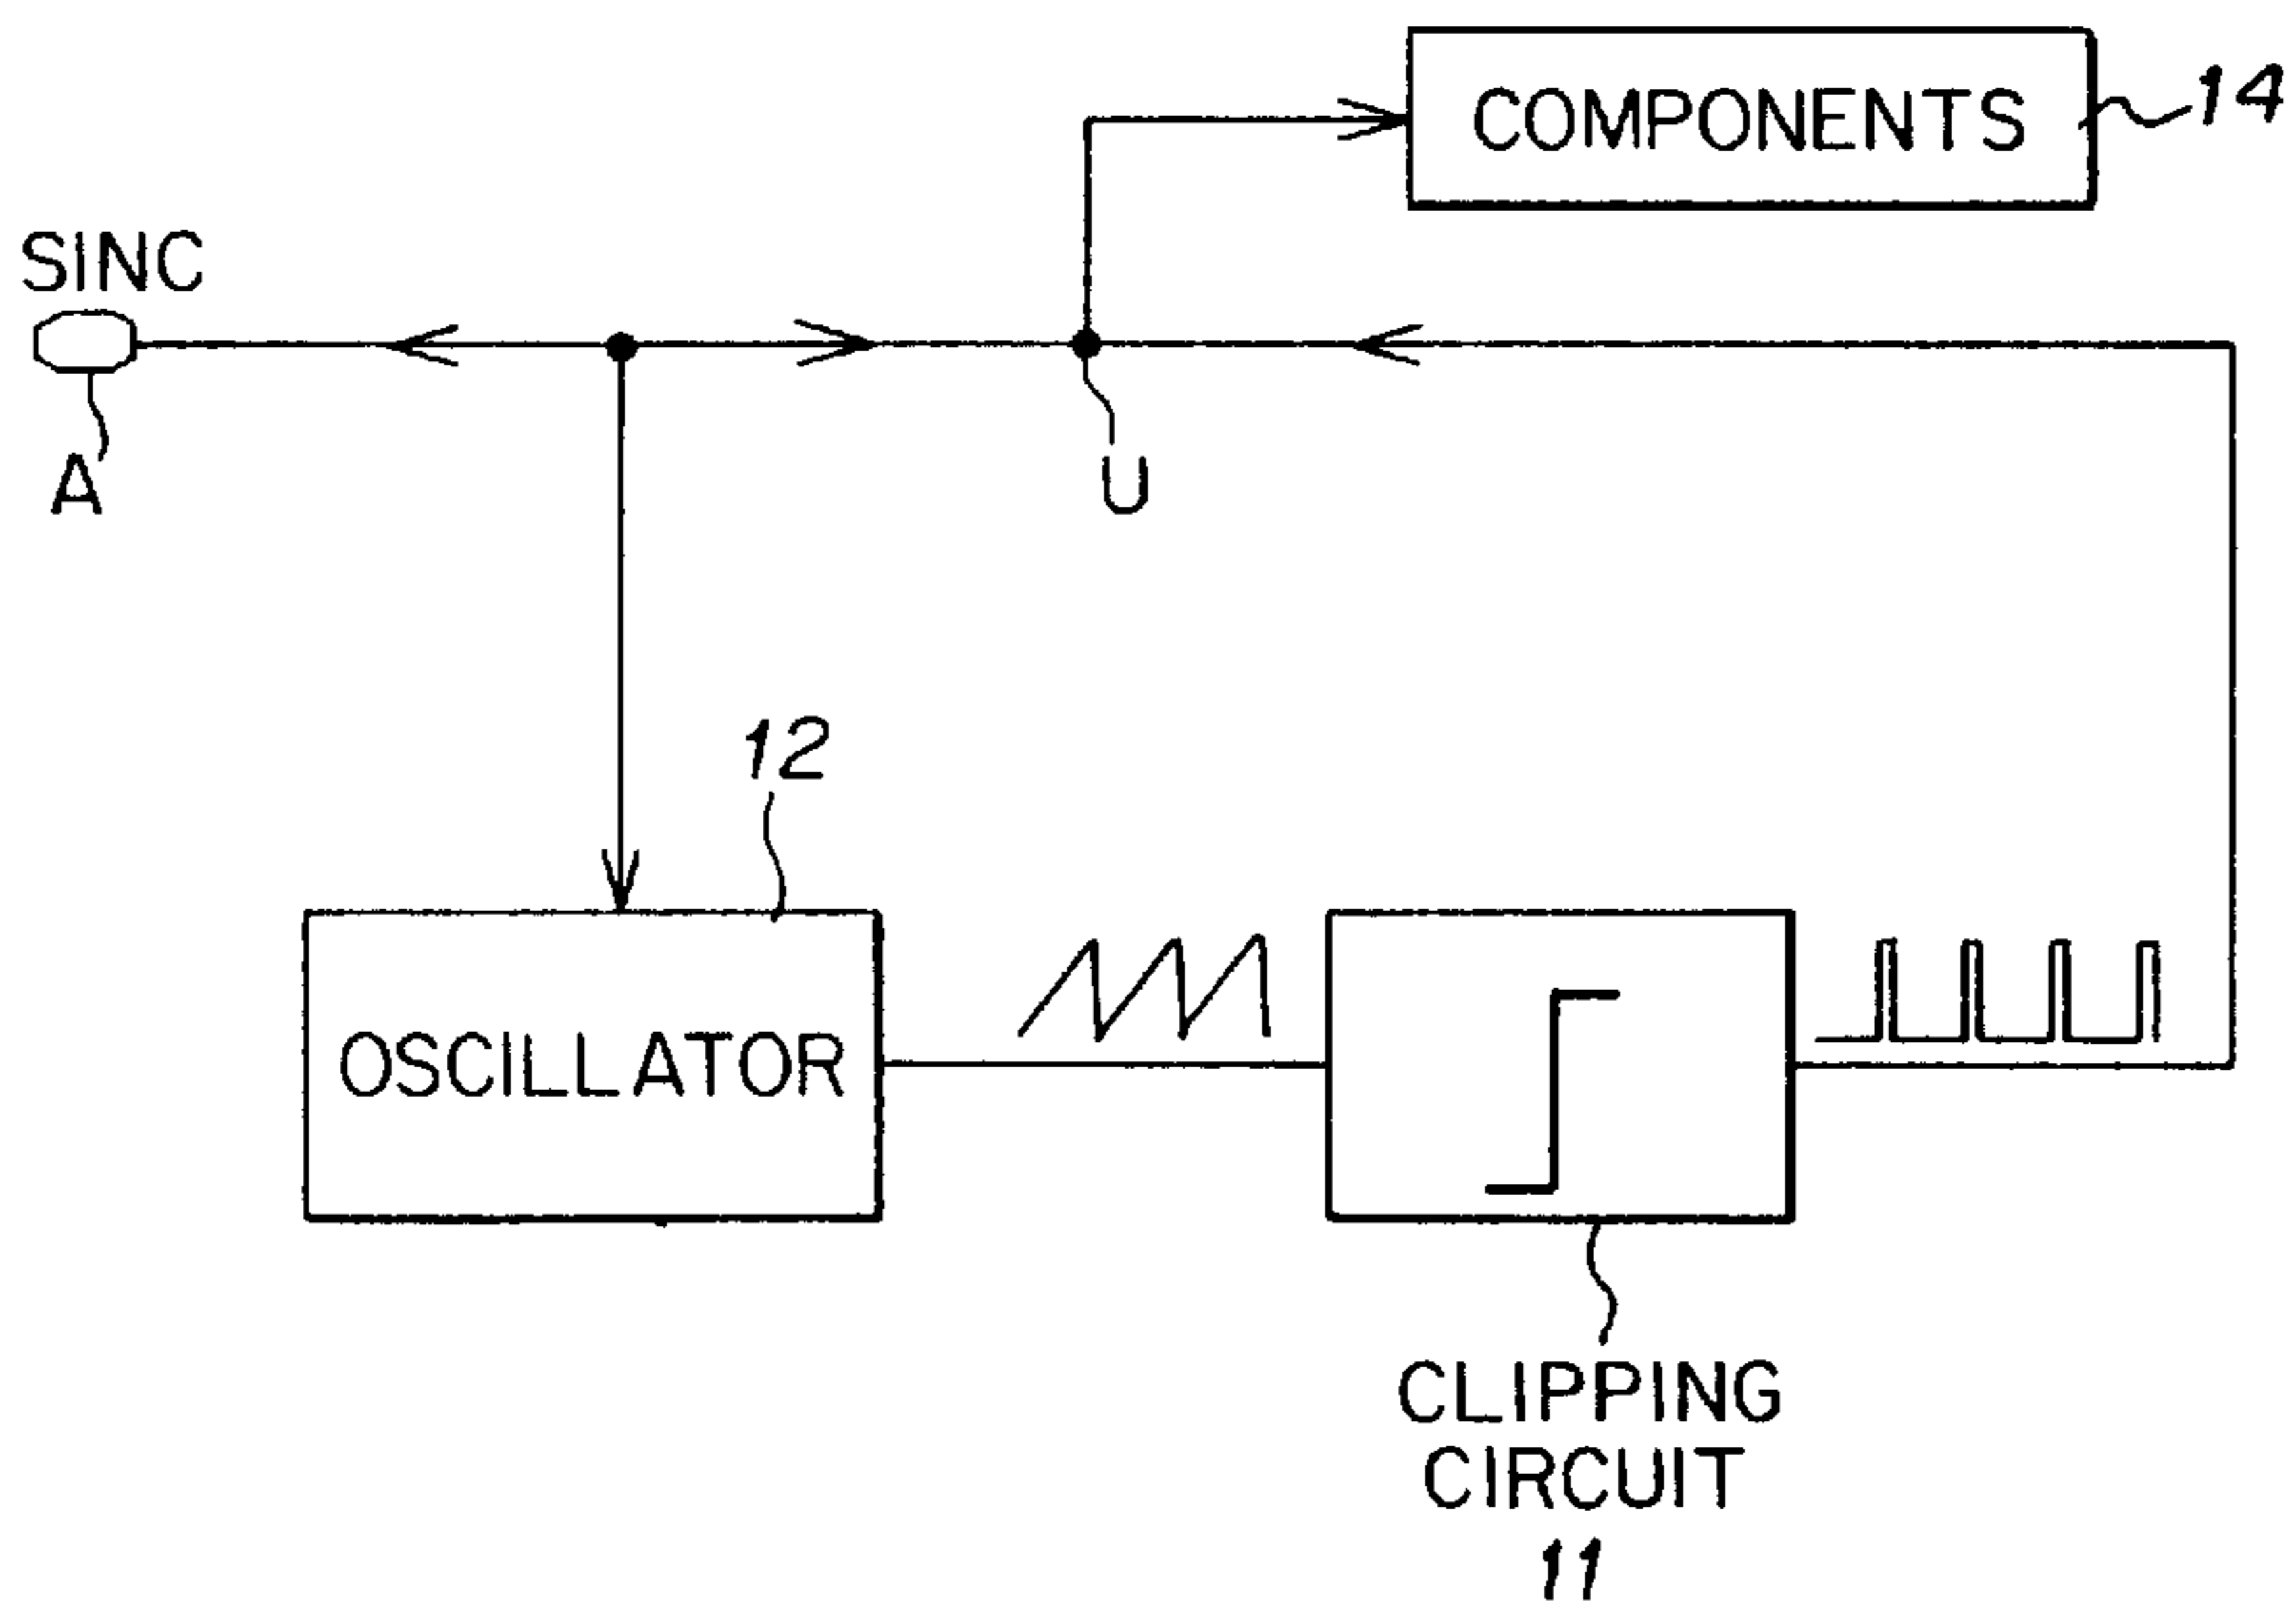 COMPONENTS
14
SINC
A
U
12
OSCILLATOR
CLIPPING
CIRCUIT
11